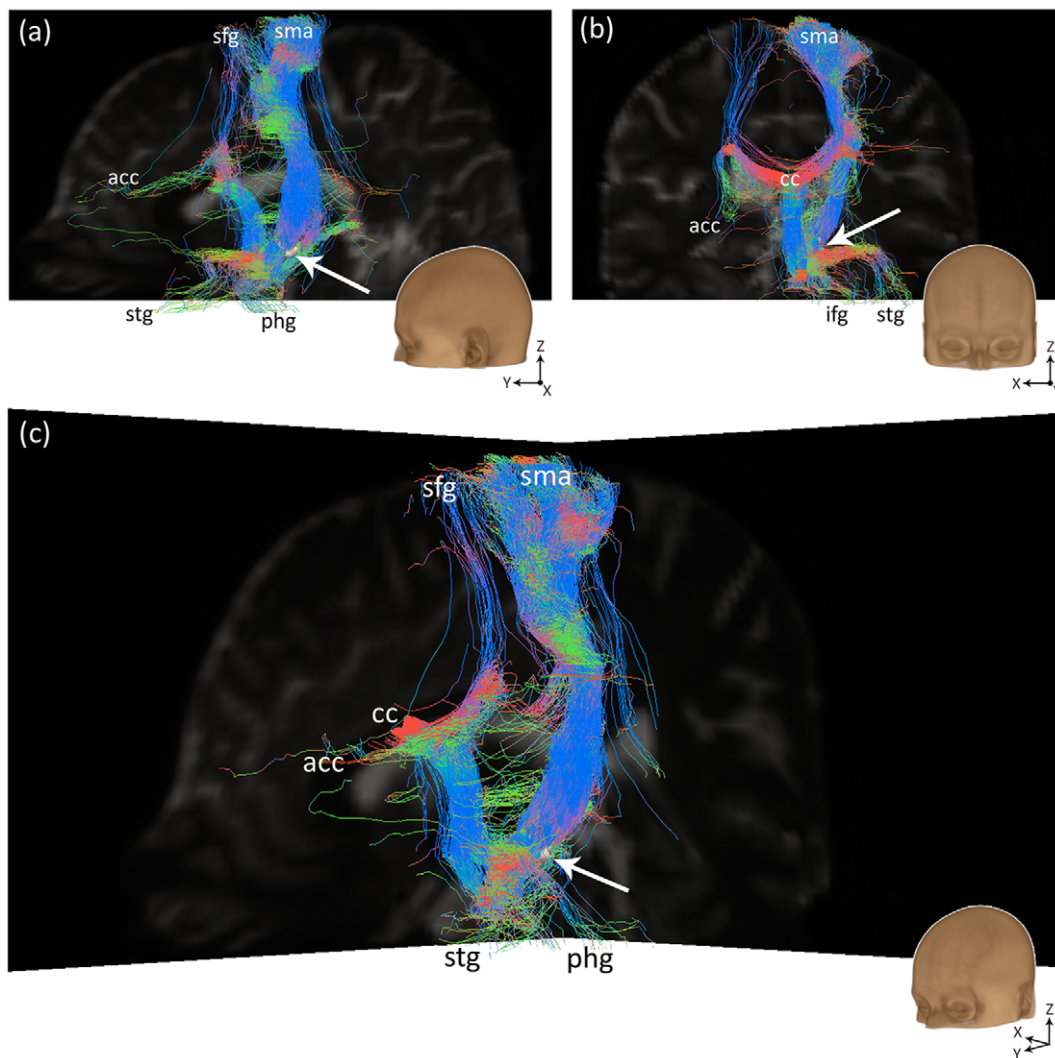 (a)
sfg
sma
acc
stg
phg
Z
Y
X
(b)
sma
cc
acc
ifg
stg
Z
X
(c)
sfg
sma
cc
acc
stg
phg
Z
X
Y